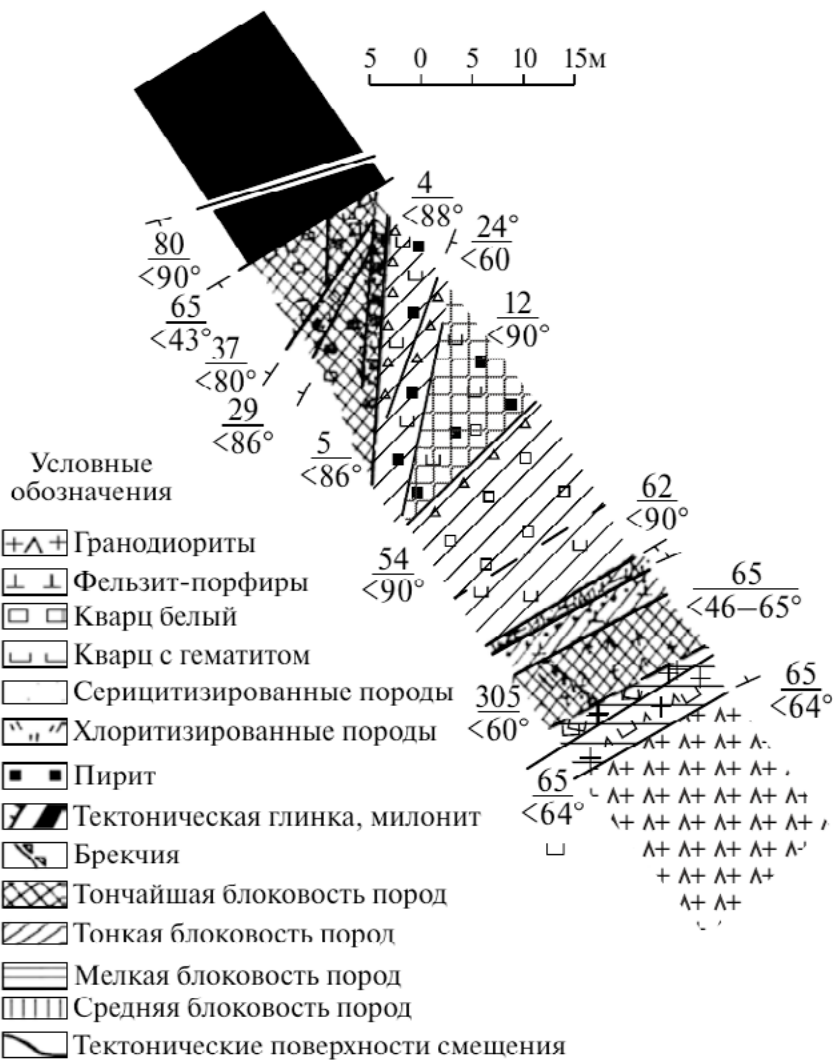 5 0 5 10 15м
4
<88°
24°
<60
80
<90°
12
<90°
65
<43°
37
<80°
29
<86°
5
<86°
62
<90°
54
<90°
65
<46–65°
65
<64°
305
<60°
65
<64°
Условные
обозначения
Гранодиориты
Фельзит-порфиры
Кварц белый
Кварц с гематитом
Серицитизированные породы
Хлоритизированные породы
Пирит
Тектоническая глинка, милонит
Брекчия
Тончайшая блоковость пород
Тонкая блоковость пород
Мелкая блоковость пород
Средняя блоковость пород
Тектонические поверхности смещения